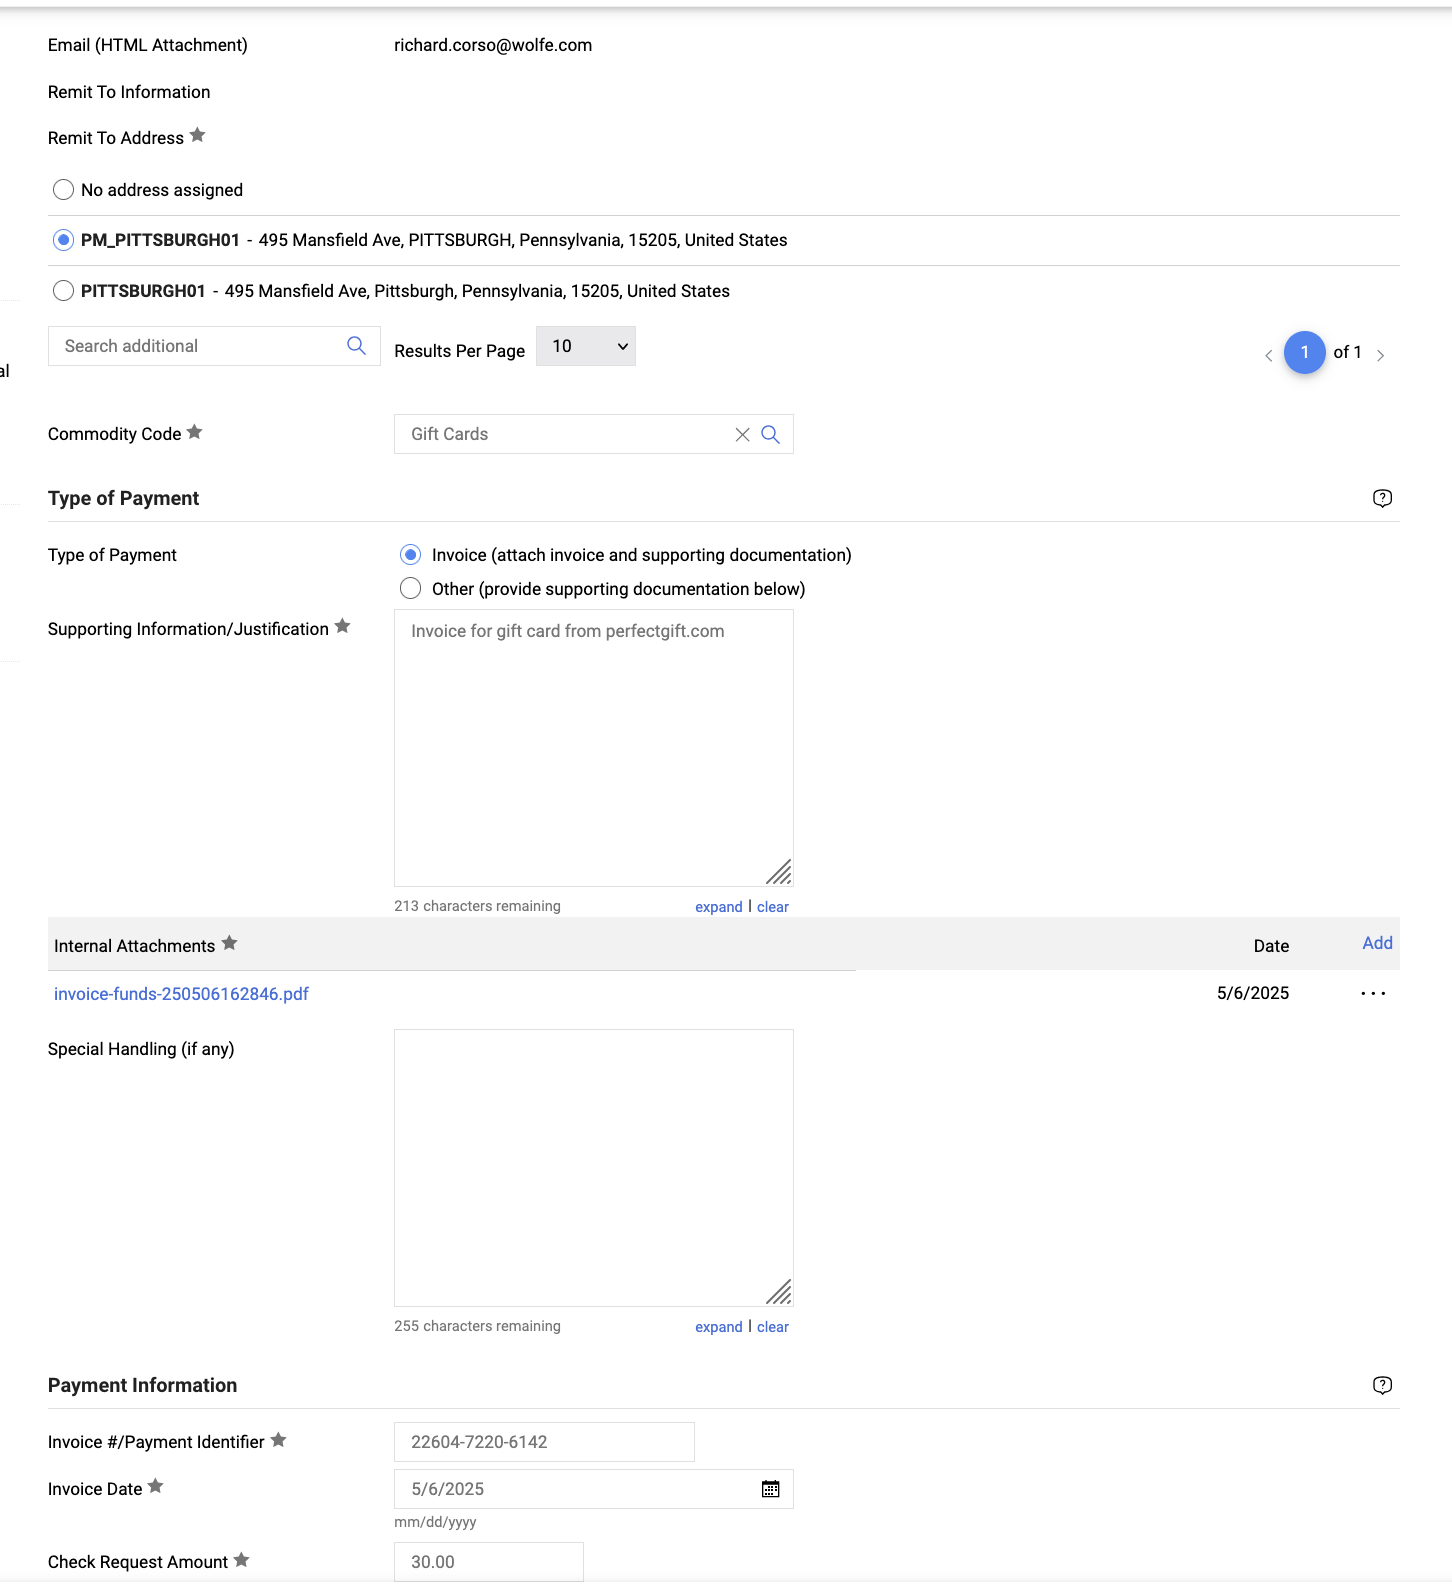 Email (HTML Attachment) richard.corso@wolfe.com
Remit To Information
Remit To Address
No address assigned
PM_PITTSBURGH01 - 495 Mansfield Ave, PITTSBURGH, Pennsylvania, 15205, United States
PITTSBURGH01 - 495 Mansfield Ave, Pittsburgh, Pennsylvania, 15205, United States
Search additional Results Per Page 10 1 of 1
al
Commodity Code Gift Cards
Type of Payment
Type of Payment Invoice (attach invoice and supporting documentation)
Other (provide supporting documentation below)
Supporting Information/Justification Invoice for gift card from perfectgift.com
213 characters remaining expand | clear
Internal Attachments Date Add
invoice-funds-250506162846.pdf 5/6/2025 ...
Special Handling (if any)
255 characters remaining expand | clear
Payment Information
Invoice #/Payment Identifier 22604-7220-6142
Invoice Date 5/6/2025
mm/dd/yyyy
Check Request Amount 30.00